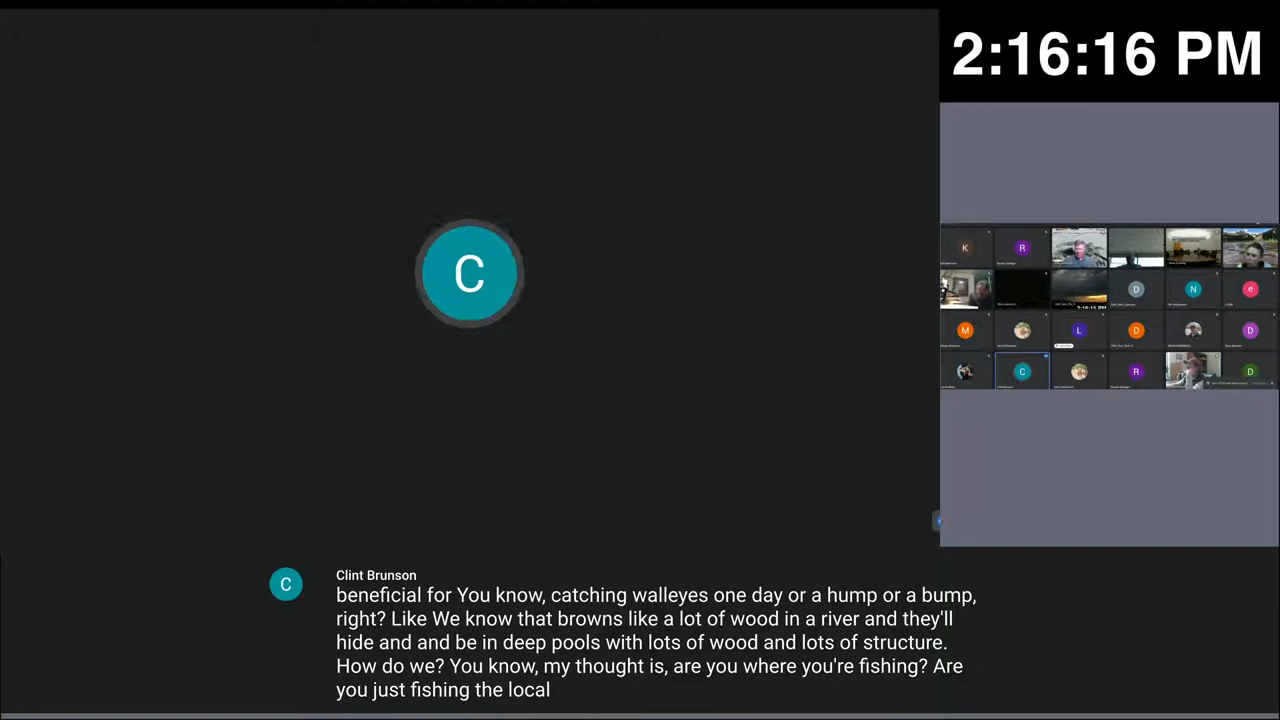 2:16:16 PM
C
K
R
D
N
e
M
L
D
D
C
R
D
C
Clint Brunson
beneficial for You know, catching walleyes one day or a hump or a bump,
right? Like We know that browns like a lot of wood in a river and they'll
hide and and be in deep pools with lots of wood and lots of structure.
How do we? You know, my thought is, are you where you're fishing? Are
you just fishing the local